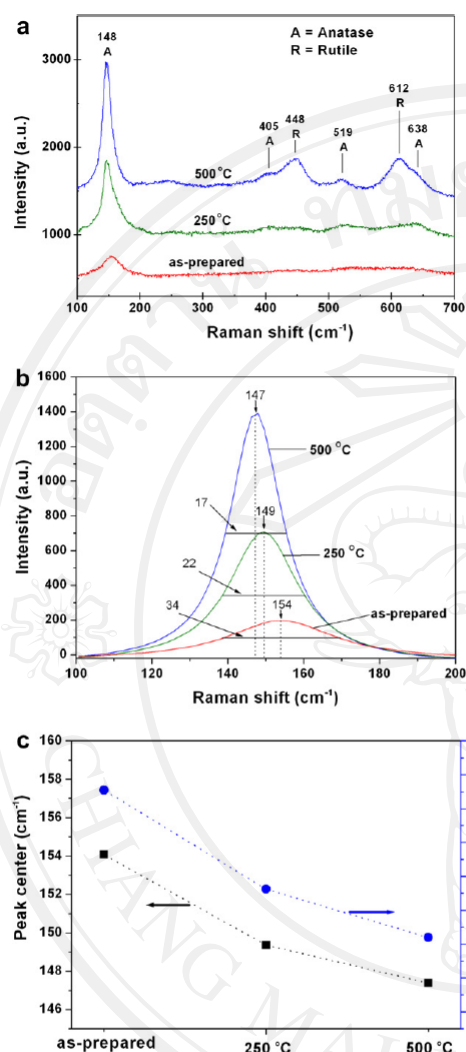 a
A = Anatase
R = Rutile
148
A
405
A
448
R
519
A
612
R
638
A
500 °C
250 °C
as-prepared
3000
2000
1000
Intensity (a.u.)
100 200 300 400 500 600 700
Raman shift (cm-1)
b
1600
1400
1200
1000
800
600
400
200
0
Intensity (a.u.)
147
500 °C
17
149
250 °C
22
34
154
as-prepared
100 120 140 160 180 200
Raman shift (cm-1)
c
160
158
156
154
152
150
148
146
Peak center (cm-1)
as-prepared 250 °C 500 °C
CHIANG MAI